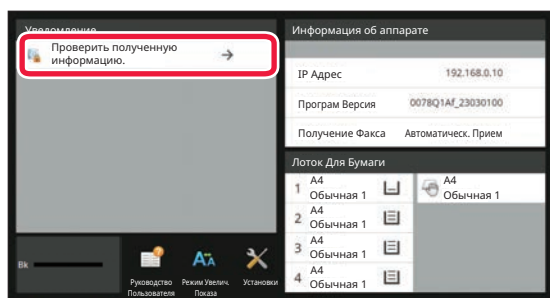 Уведомление
Проверить полученную
информацию.
Информация об аппарате
IP Адрес 192.168.0.10
Програм Версия 0078Q1Af_23030100
Получение Факса Автоматическ. Прием
Лоток Для Бумаги
1 A4
Обычная 1
A4
Обычная 1
2 A4
Обычная 1
3 A4
Обычная 1
4 A4
Обычная 1
Bk
Руководство
Пользователя
Режим Увелич.
Показа
Установки